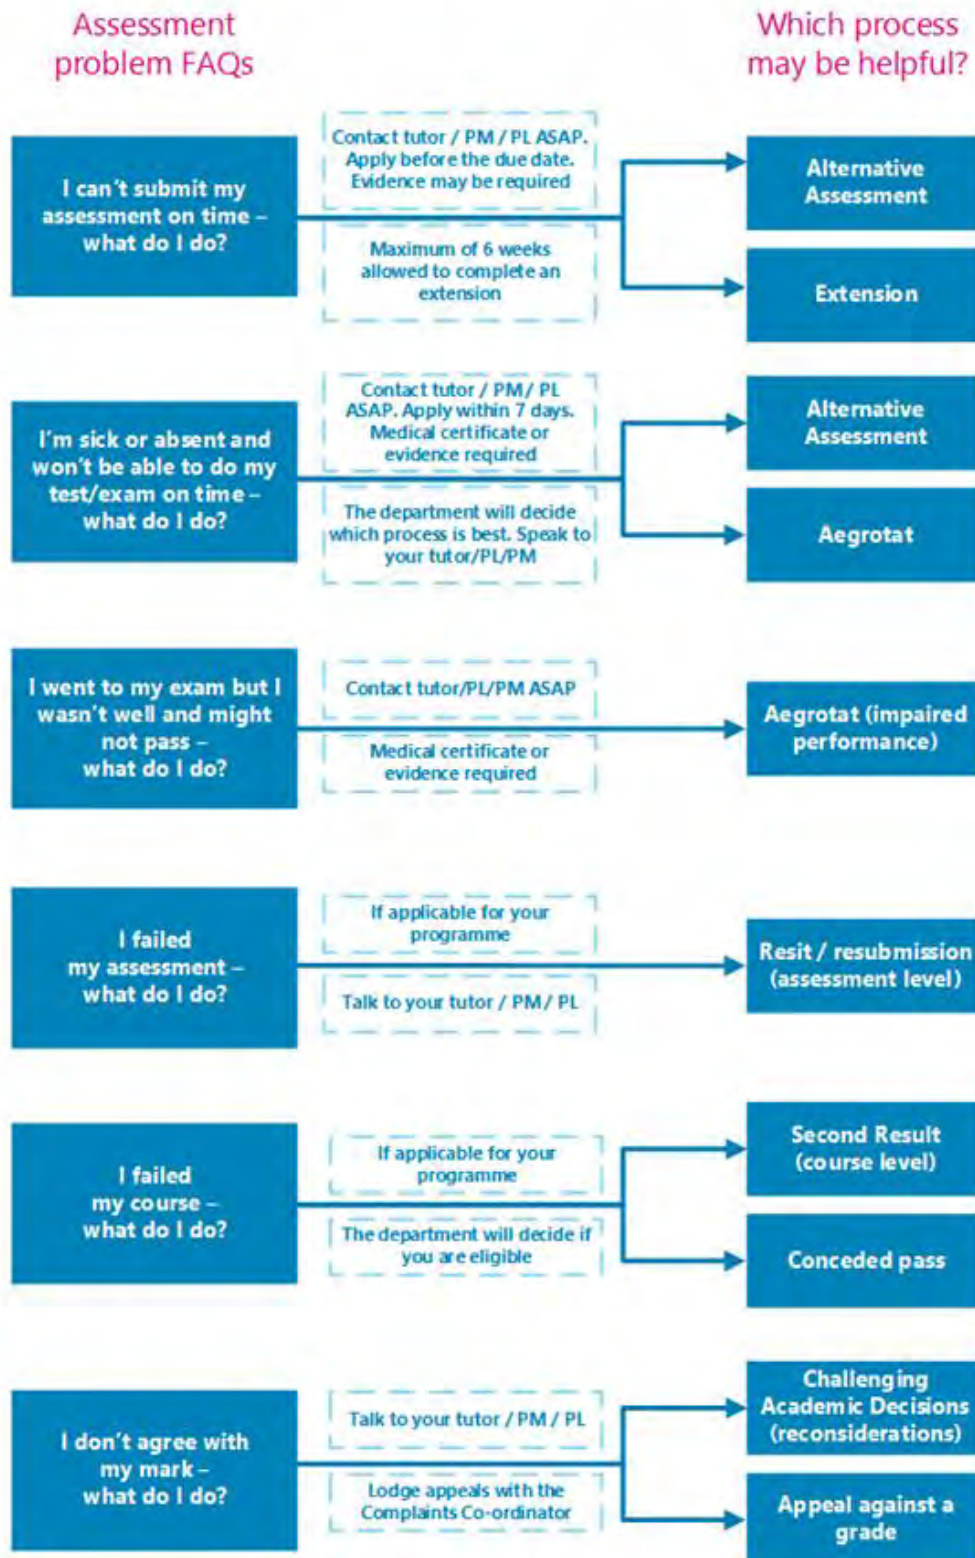 Assessment
problem FAQs
Which process
may be helpful?
I can't submit my
assessment on time –
what do I do?
Contact tutor / PM / PL ASAP.
Apply before the due date.
Evidence may be required
Maximum of 6 weeks
allowed to complete an
extension
Alternative
Assessment
Extension
I'm sick or absent and
won't be able to do my
test/exam on time –
what do I do?
Contact tutor / PM / PL
ASAP. Apply within 7 days.
Medical certificate or
evidence required
The department will decide
which process is best. Speak to
your tutor/PL/PM
Alternative
Assessment
Aegrotat
I went to my exam but I
wasn't well and might
not pass –
what do I do?
Contact tutor/PL/PM ASAP
Medical certificate or
evidence required
Aegrotat (impaired
performance)
I failed
my assessment –
what do I do?
If applicable for your
programme
Talk to your tutor / PM / PL
Resit / resubmission
(assessment level)
I failed
my course –
what do I do?
If applicable for your
programme
The department will decide if
you are eligible
Second Result
(course level)
Conceded pass
I don't agree with
my mark –
what do I do?
Talk to your tutor / PM / PL
Lodge appeals with the
Complaints Co-ordinator
Challenging
Academic Decisions
(reconsiderations)
Appeal against a
grade